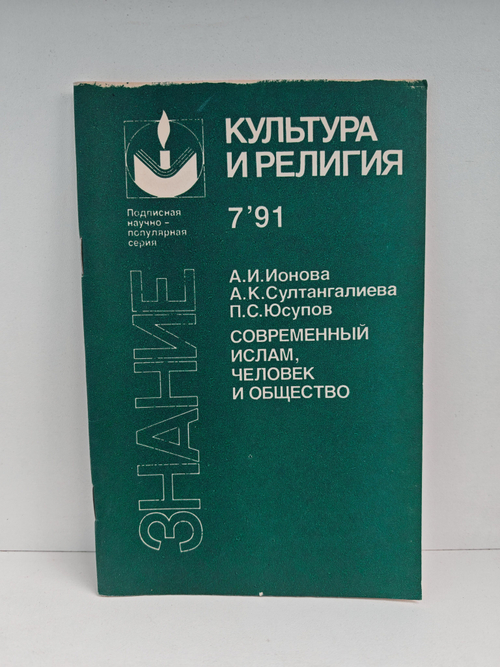 КУЛЬТУРА
И РЕЛИГИЯ
7'91
Подписная
научно -
популярная
серия
ЗНАНИЕ
А.И.Ионова
А.К.Султангалиева
П.С.Юсупов
СОВРЕМЕННЫЙ
ИСЛАМ,
ЧЕЛОВЕК
И ОБЩЕСТВО